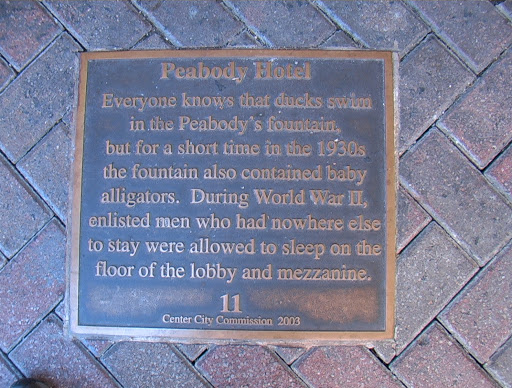 Peabody Hotel
Everyone knows that ducks swim
in the Peabody's fountain,
but for a short time in the 1930s
the fountain also contained baby
alligators. During World War II,
enlisted men who had nowhere else
to stay were allowed to sleep on the
floor of the lobby and mezzanine.
11
Center City Commission 2003